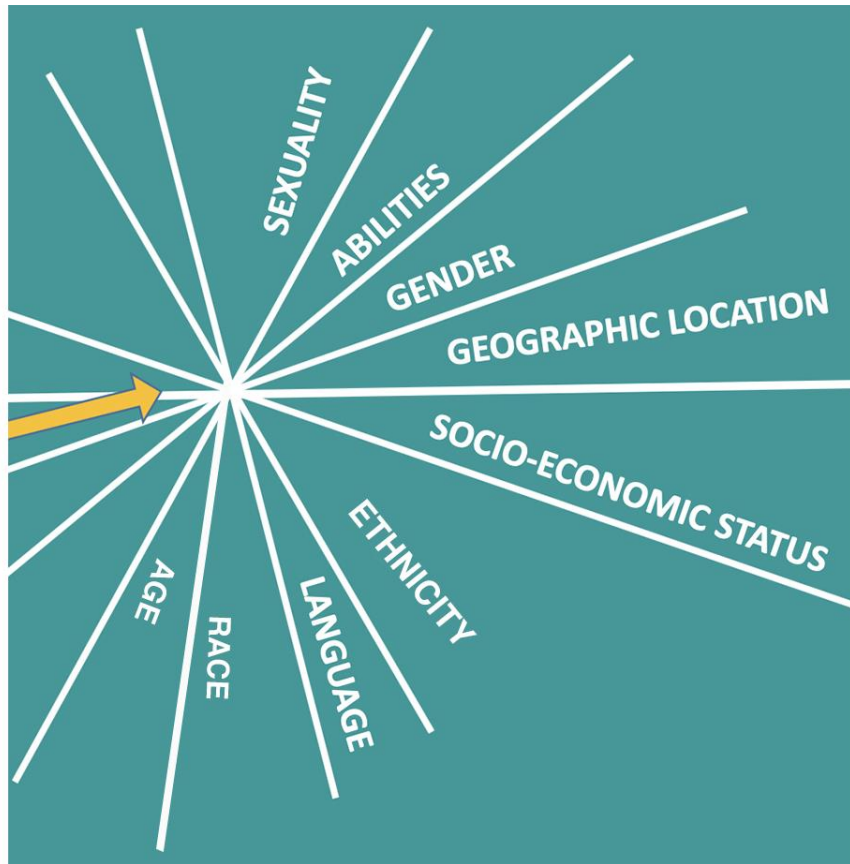 SEXUALITY
ABILITIES
GENDER
GEOGRAPHIC LOCATION
SOCIO-ECONOMIC STATUS
ETHNICITY
LANGUAGE
RACE
AGE